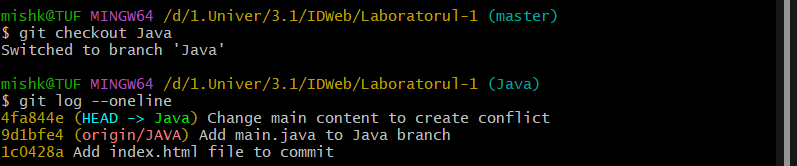 mishk@TUF MINGW64 /d/1.Univer/3.1/IDWeb/Laboratorul-1 (master)
$ git checkout Java
Switched to branch 'Java'
mishk@TUF MINGW64 /d/1.Univer/3.1/IDWeb/Laboratorul-1 (Java)
$ git log --oneline
4fa844e (HEAD -> Java) Change main content to create conflict
9d1bfe4 (origin/JAVA) Add main.java to Java branch
1c0428a Add index.html file to commit